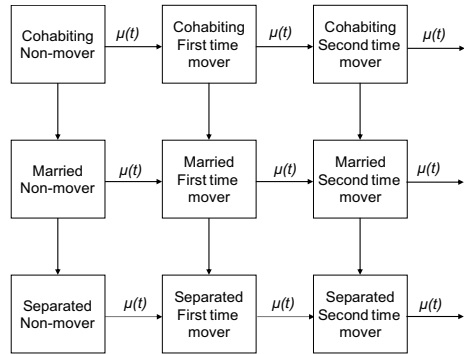 Cohabiting
Non-mover
μ(t)
Cohabiting
First time
mover
μ(t)
Cohabiting
Second time
mover
μ(t)
Married
Non-mover
μ(t)
Married
First time
mover
μ(t)
Married
Second time
mover
μ(t)
Separated
Non-mover
μ(t)
Separated
First time
mover
μ(t)
Separated
Second time
mover
μ(t)